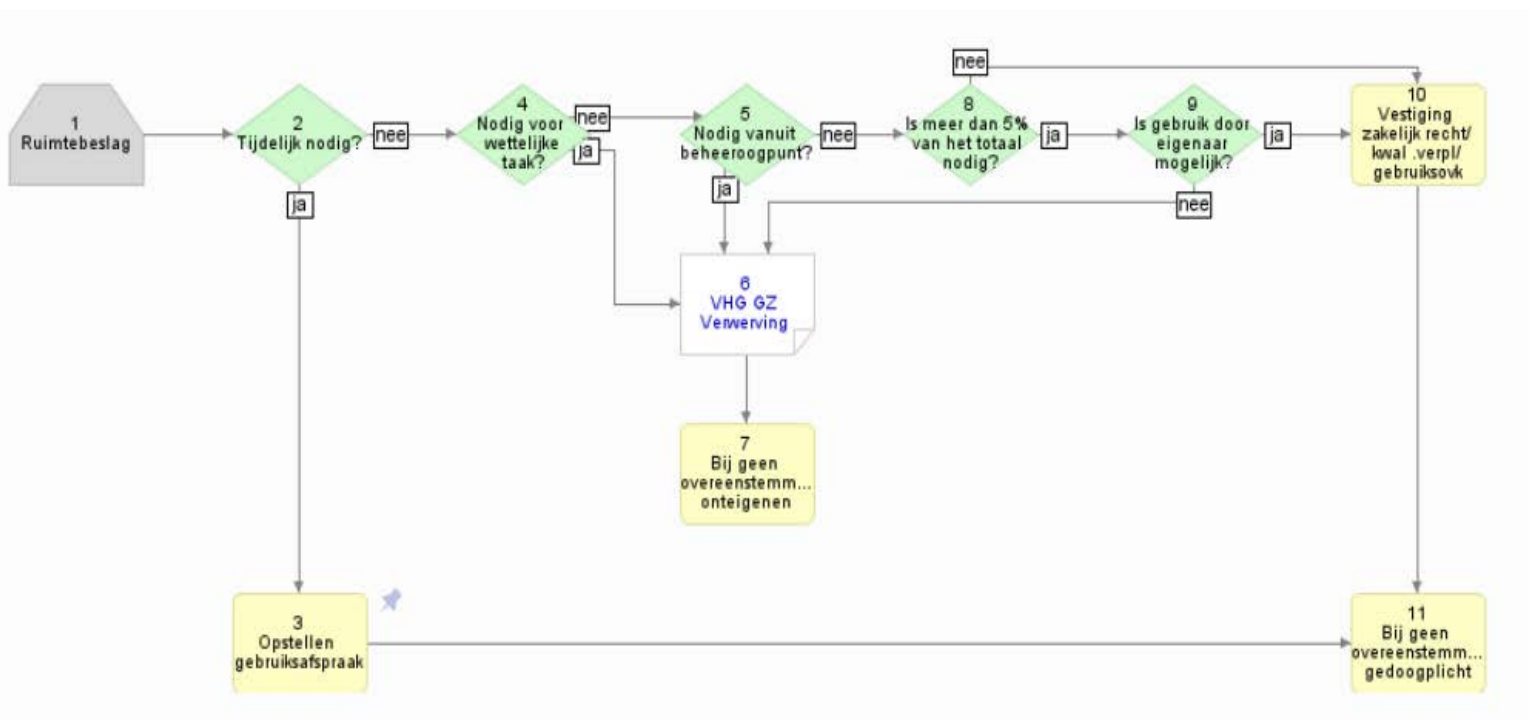 1
Ruimtebeslag
2
Tijdelijk nodig?
nee
ja
4
Nodig voor
wettelijke
taak?
nee
ja
5
Nodig vanuit
beheeroogpunt?
nee
ja
8
Is meer dan 5%
van het totaal
nodig?
nee
ja
9
Is gebruik door
eigenaar
mogelijk?
ja
nee
10
Vestiging
zakelijk recht/
kwal .verpl/
gebruiksovk
6
VHG GZ
Verwerving
7
Bij geen
overeenstemm...
onteigenen
3
Opstellen
gebruiksafspraak
11
Bij geen
overeenstemm...
gedoogplicht